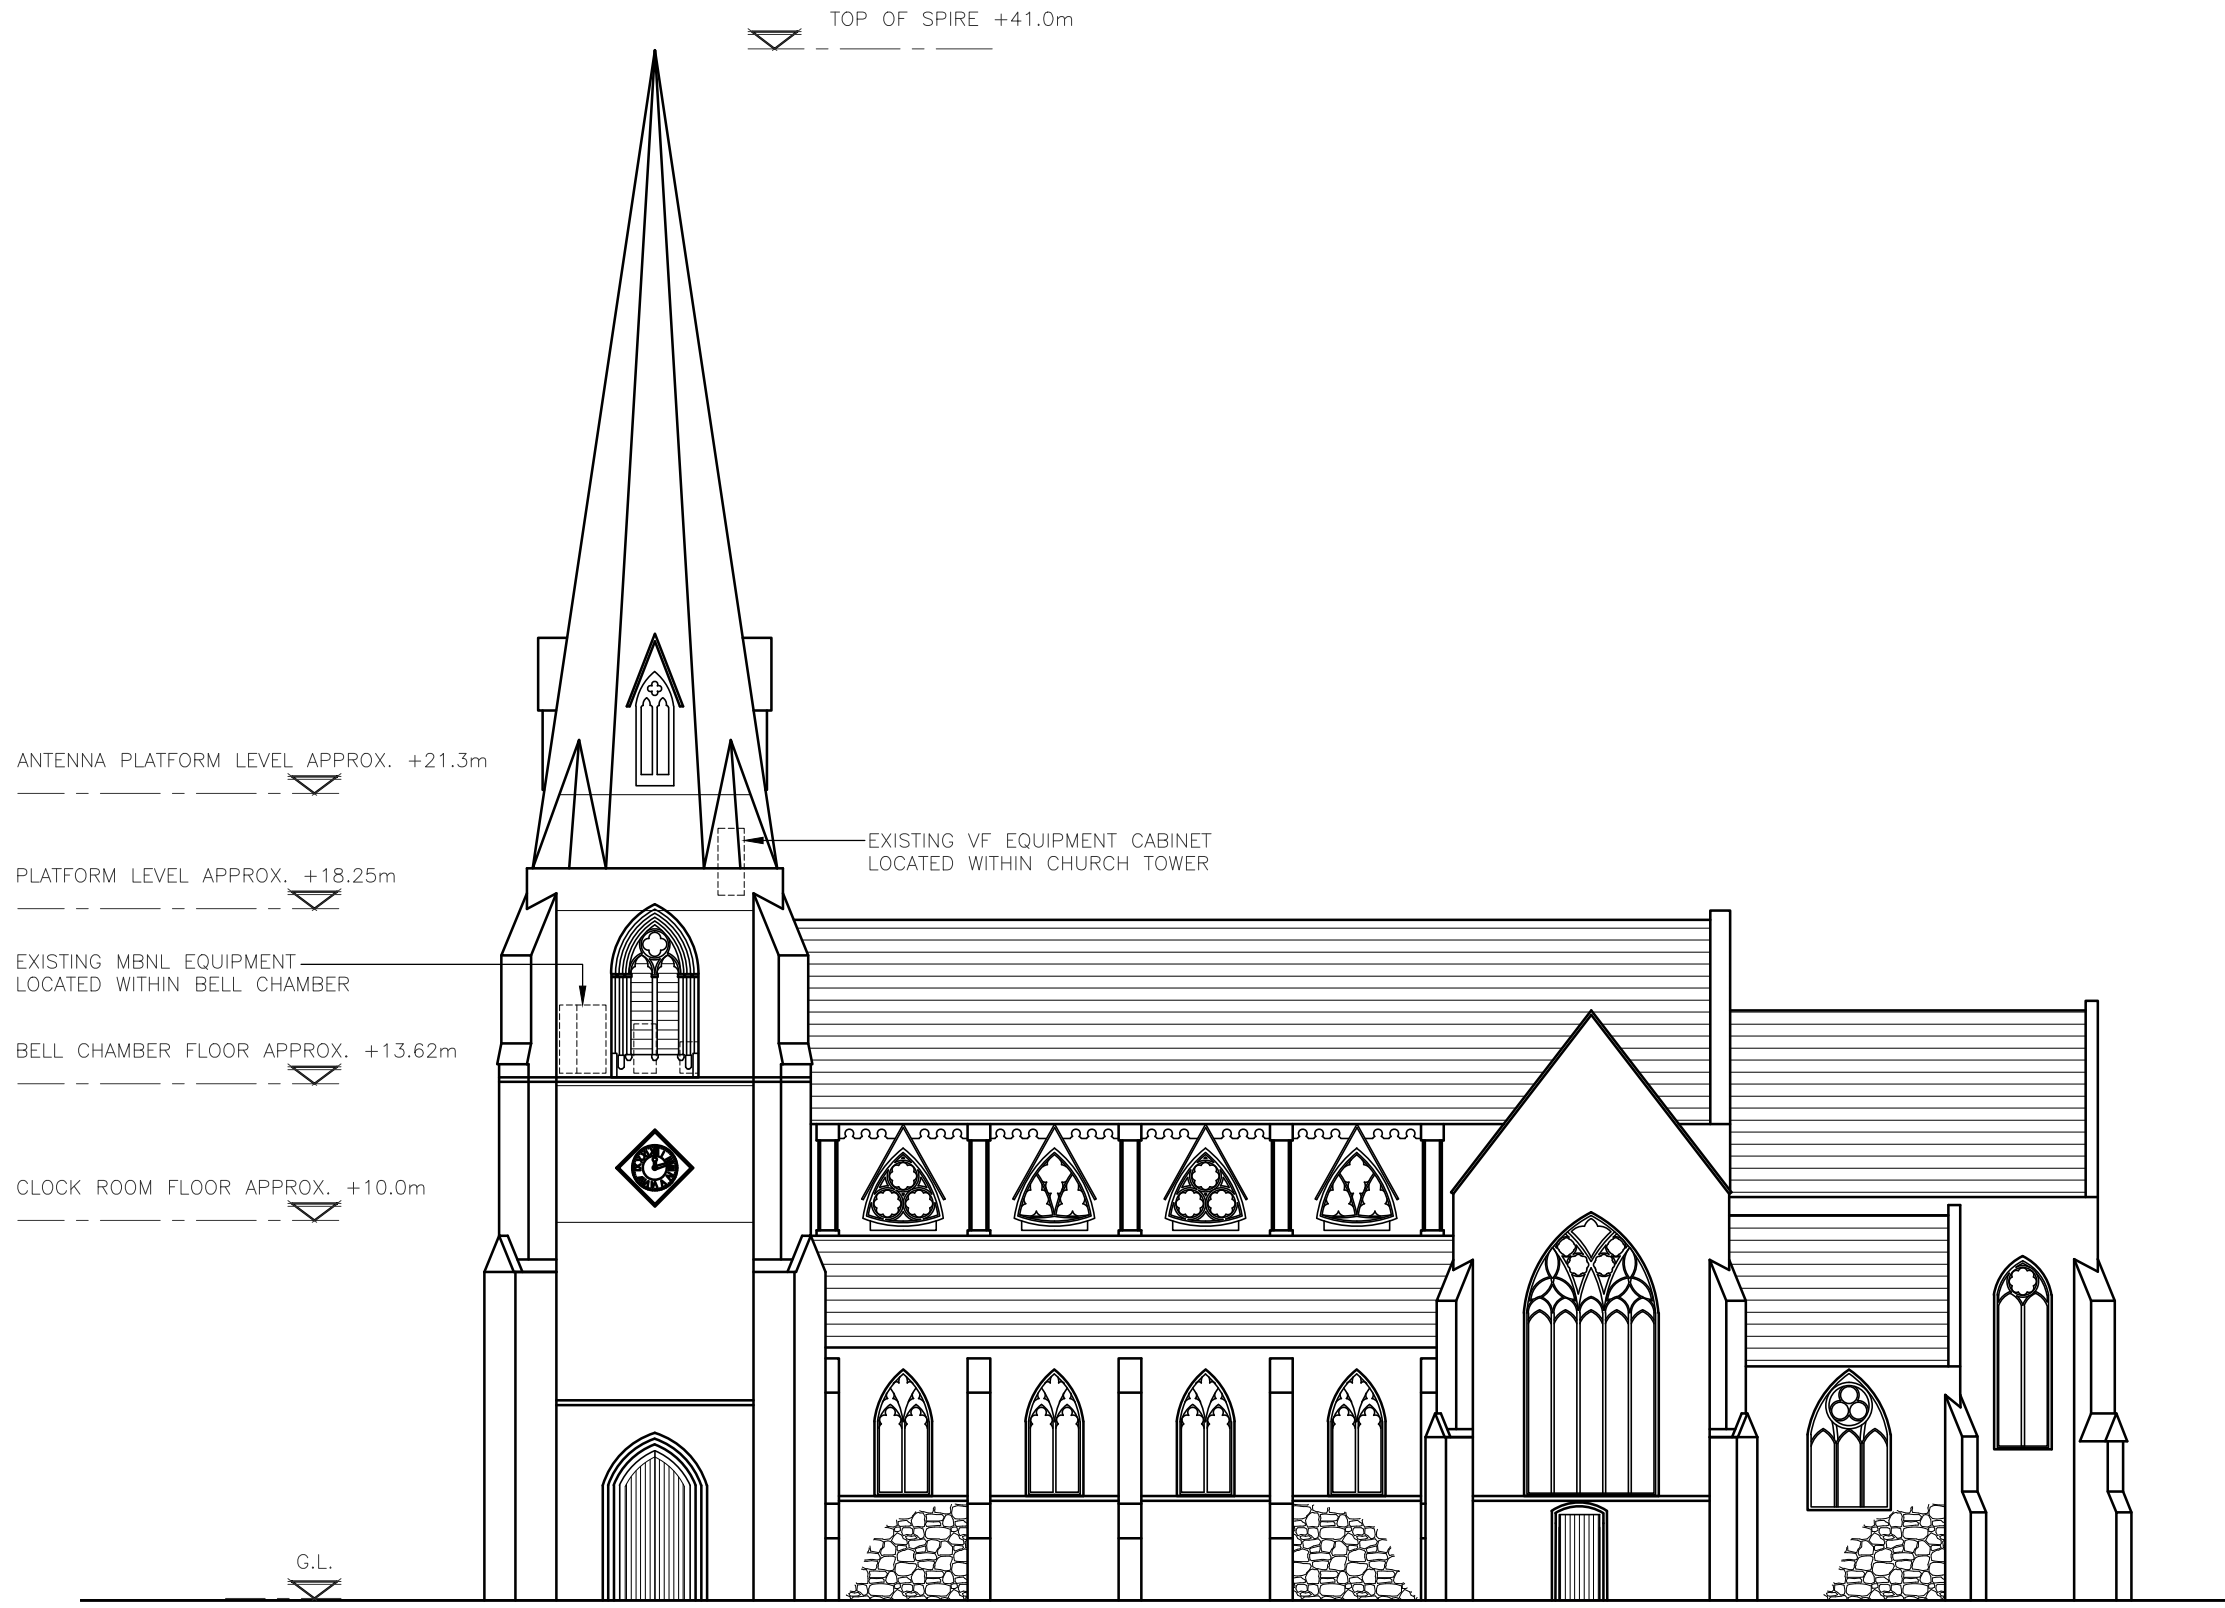 TOP OF SPIRE +41.0m
ANTENNA PLATFORM LEVEL APPROX. +21.3m
EXISTING VF EQUIPMENT CABINET
LOCATED WITHIN CHURCH TOWER
PLATFORM LEVEL APPROX. +18.25m
EXISTING MBNL EQUIPMENT
LOCATED WITHIN BELL CHAMBER
BELL CHAMBER FLOOR APPROX. +13.62m
CLOCK ROOM FLOOR APPROX. +10.0m
G.L.